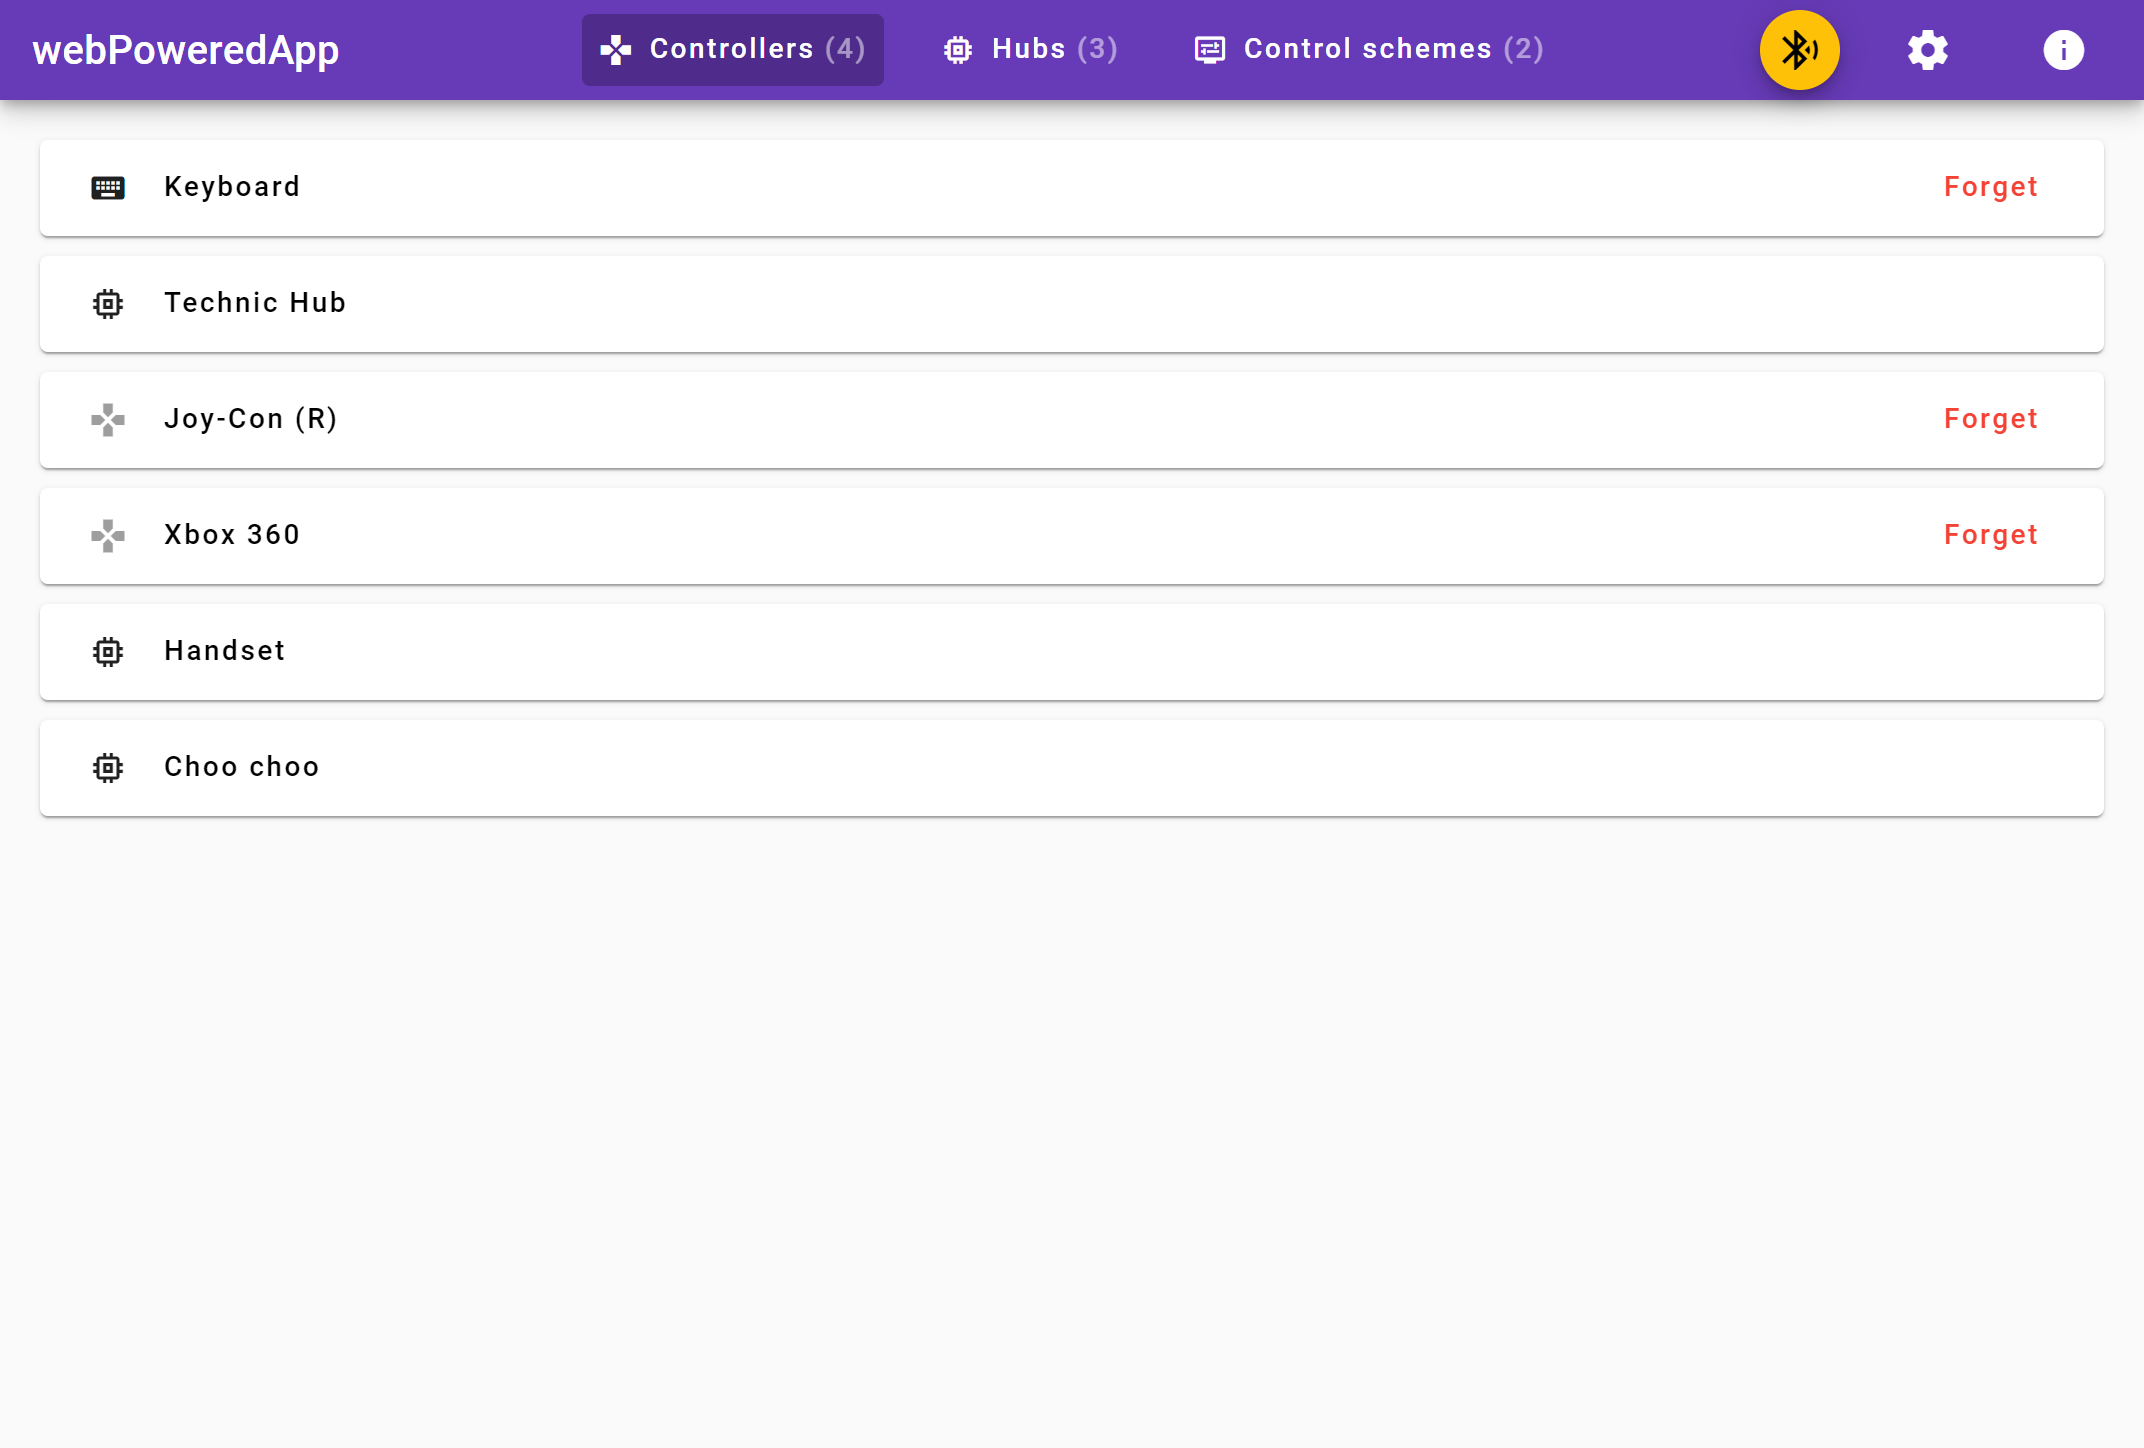 webPoweredApp Controllers (4) Hubs (3) Control schemes (2)
Keyboard Forget
Technic Hub
Joy-Con (R) Forget
Xbox 360 Forget
Handset
Choo choo